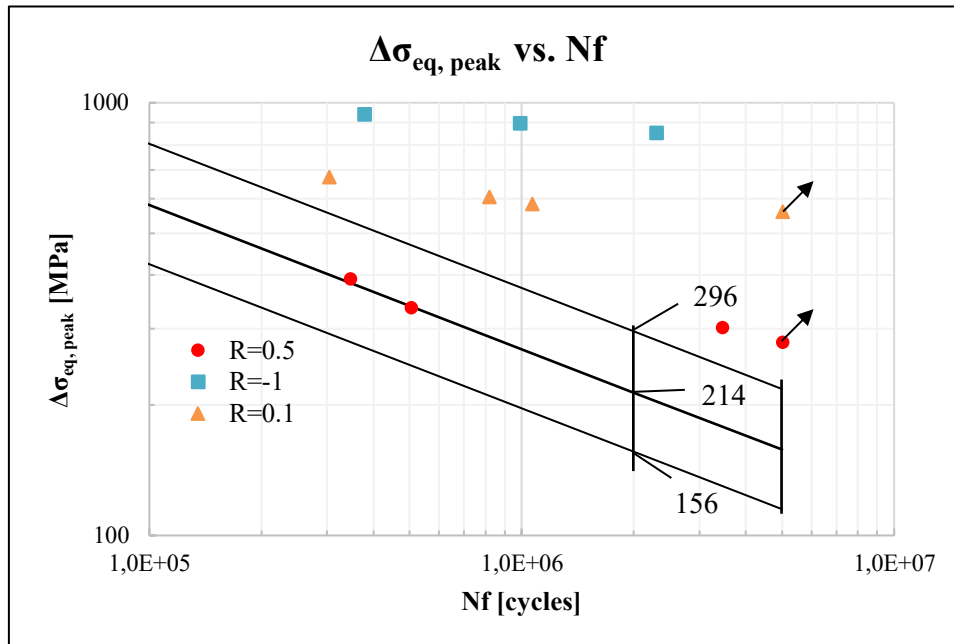 Δσeq, peak vs. Nf
1000
296
R=0.5
R=-1
R=0.1
214
156
100
1,0E+05
1,0E+06
1,0E+07
Nf [cycles]
Δσeq, peak [MPa]